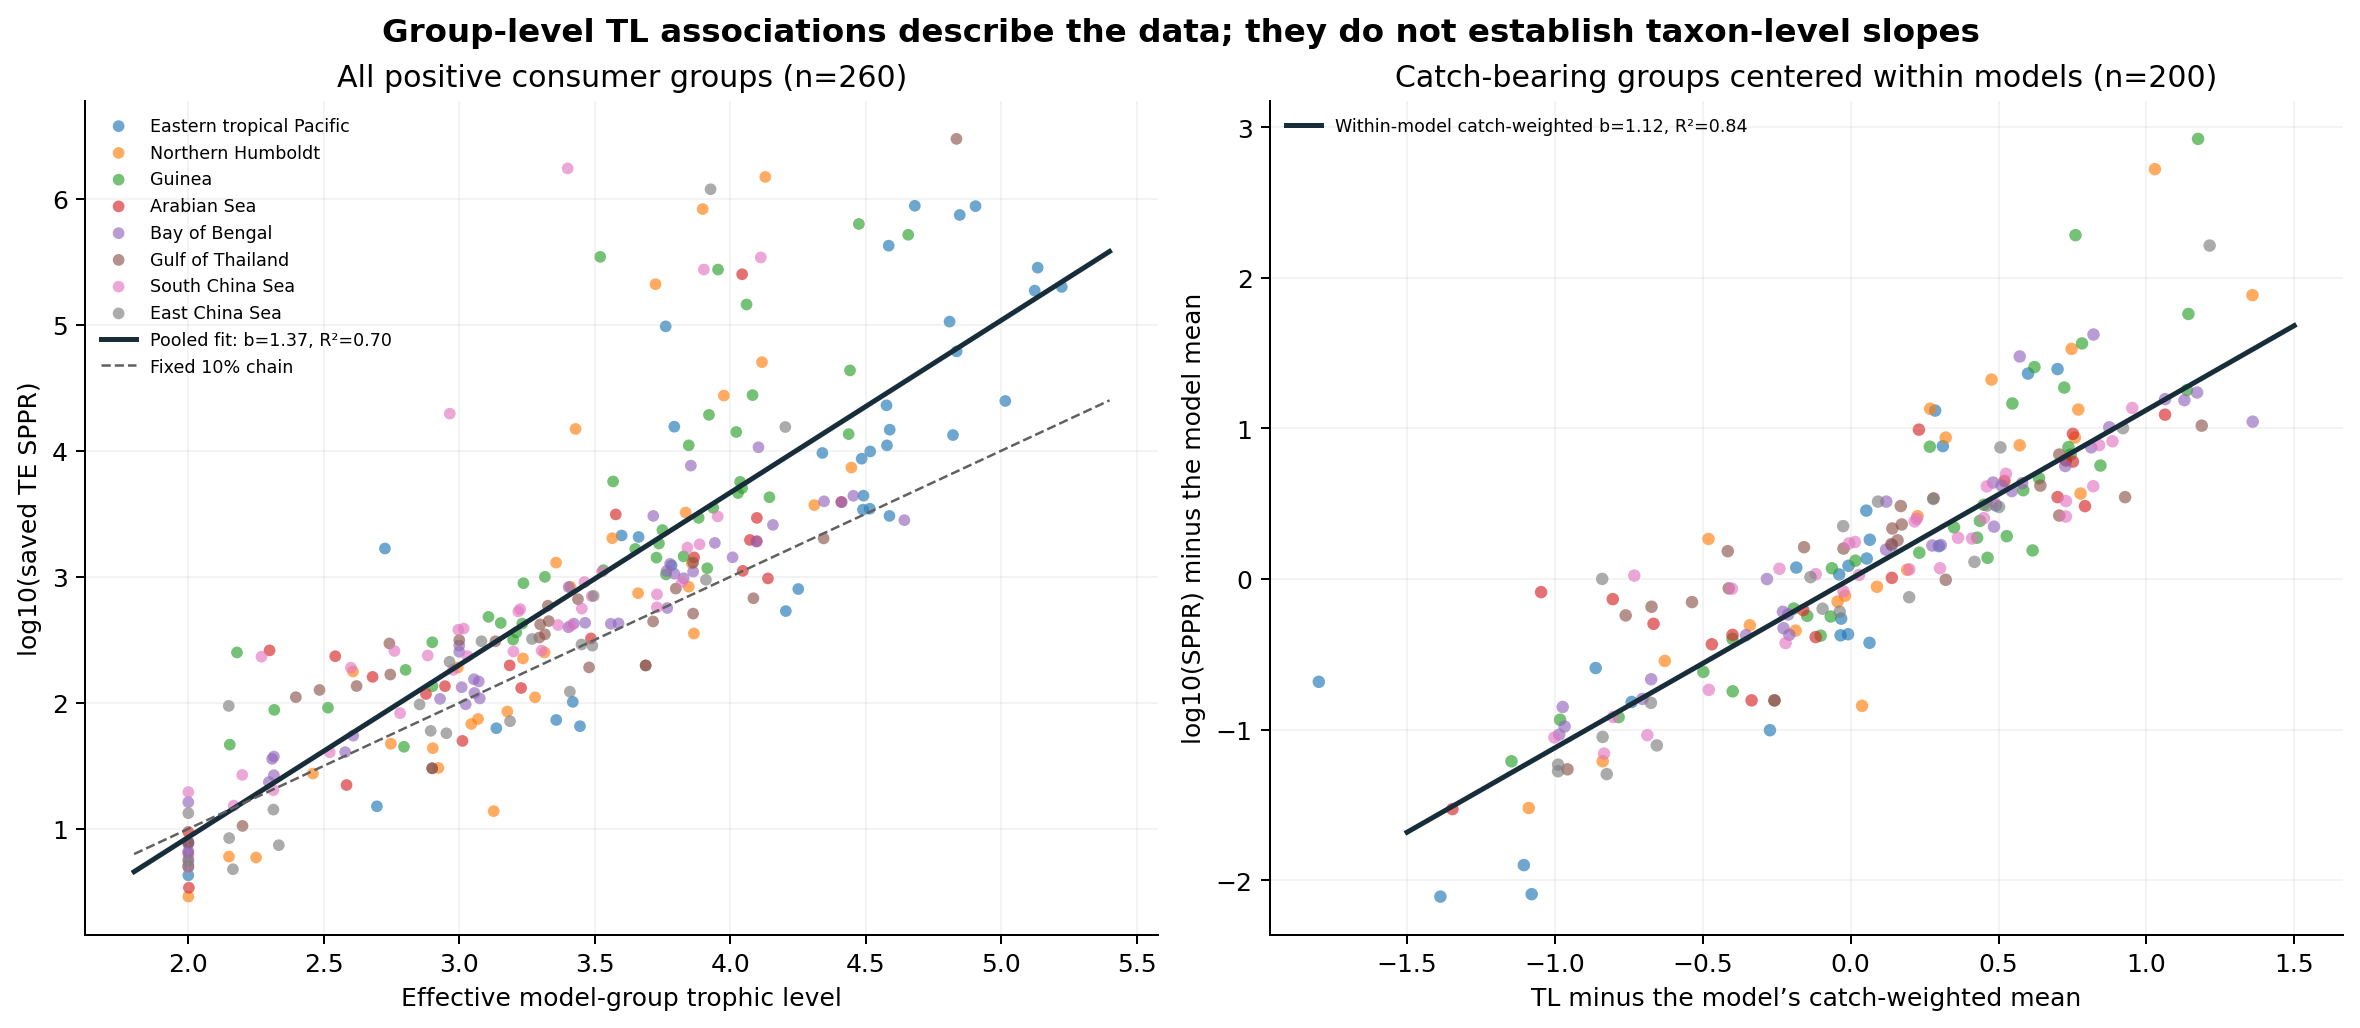 Group-level TL associations describe the data; they do not establish taxon-level slopes
All positive consumer groups (n=260)
Eastern tropical Pacific
Northern Humboldt
Guinea
Arabian Sea
Bay of Bengal
Gulf of Thailand
South China Sea
East China Sea
Pooled fit: b=1.37, R²=0.70
Fixed 10% chain
log10(saved TE SPPR)
6
5
4
3
2
1
2.0 2.5 3.0 3.5 4.0 4.5 5.0 5.5
Effective model-group trophic level
Catch-bearing groups centered within models (n=200)
Within-model catch-weighted b=1.12, R²=0.84
log10(SPPR) minus the model mean
3
2
1
0
−1
−2
−1.5 −1.0 −0.5 0.0 0.5 1.0 1.5
TL minus the model’s catch-weighted mean